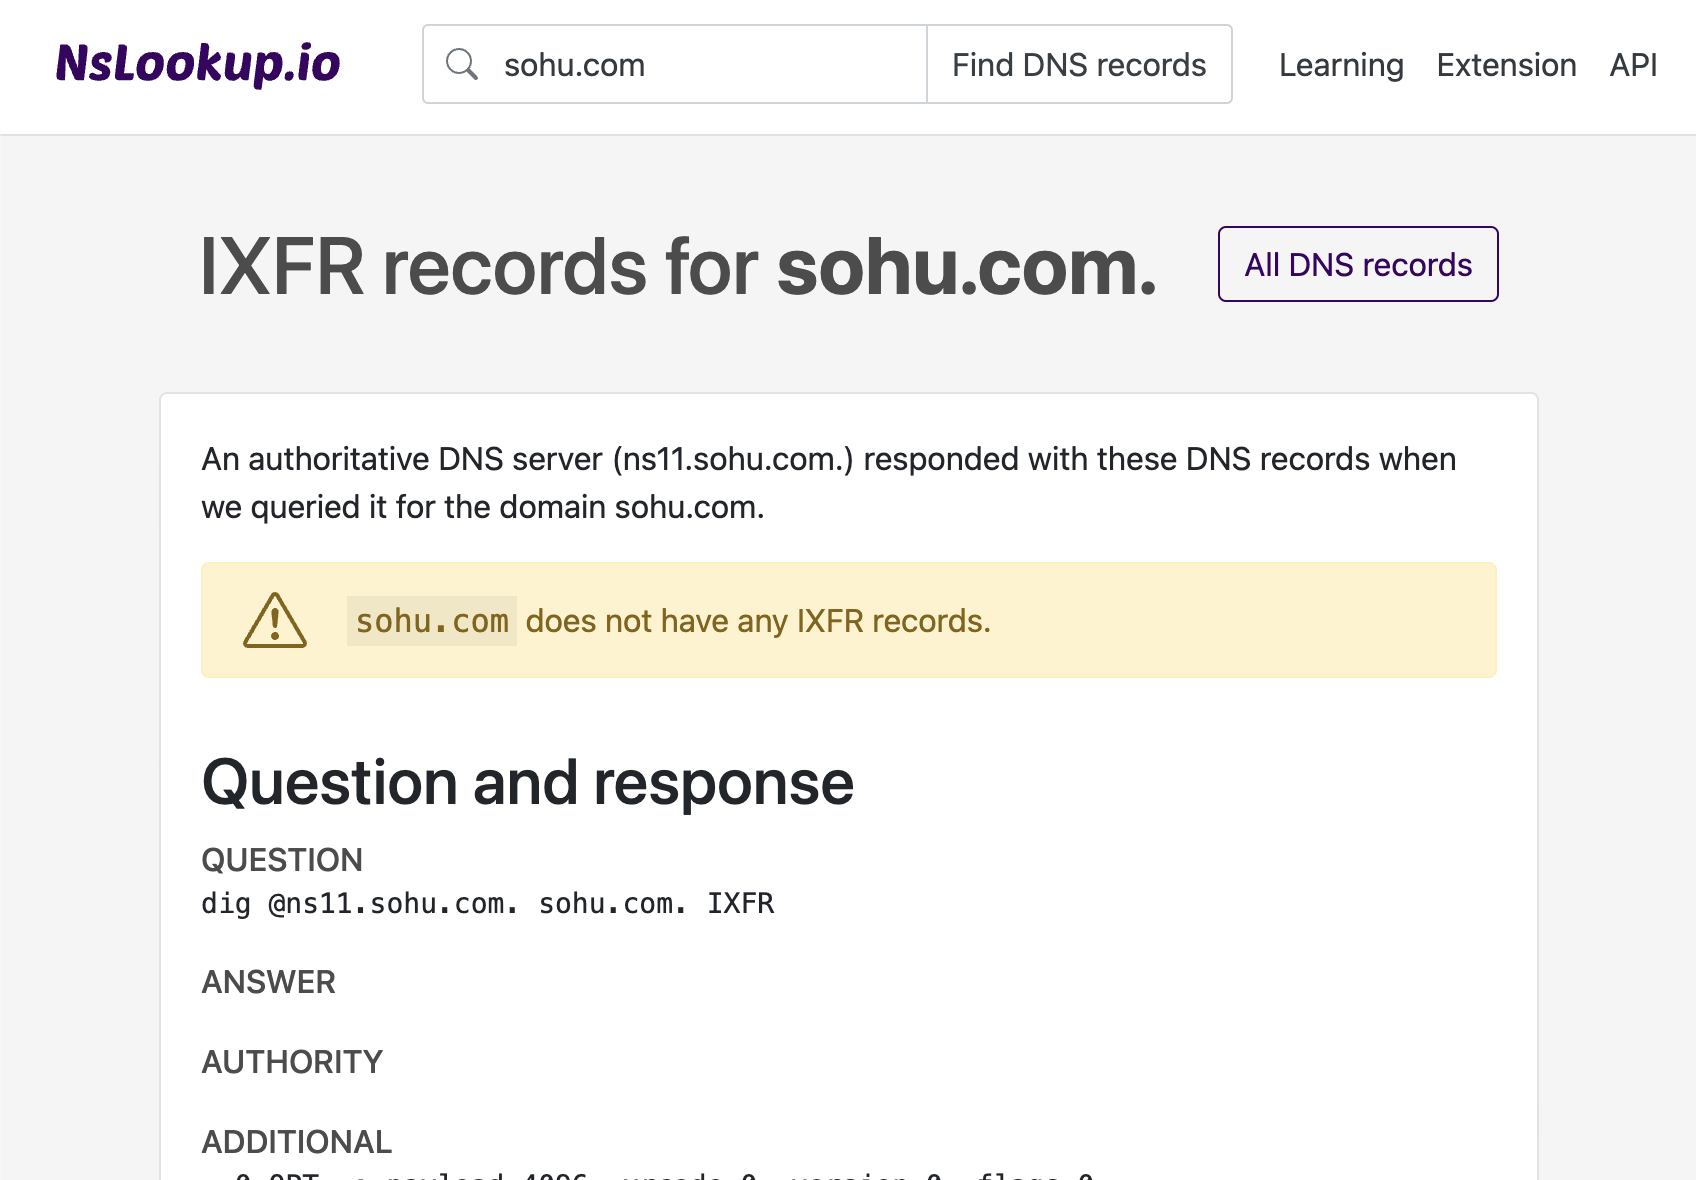 NsLookup.io
sohu.com
Find DNS records
Learning
Extension
API
IXFR records for sohu.com.
All DNS records
An authoritative DNS server (ns11.sohu.com.) responded with these DNS records when
we queried it for the domain sohu.com.
sohu.com does not have any IXFR records.
Question and response
QUESTION
dig @ns11.sohu.com. sohu.com. IXFR
ANSWER
AUTHORITY
ADDITIONAL